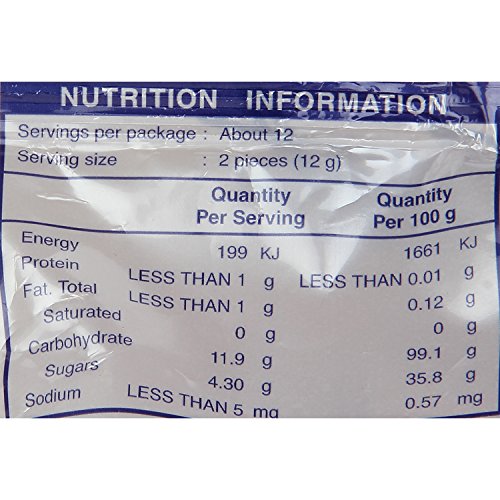 NUTRITION INFORMATION
Servings per package : About 12
Serving size : 2 pieces (12 g)
Quantity Per Serving Quantity Per 100 g
Energy 199 KJ 1661 KJ
Protein LESS THAN 1 g LESS THAN 0.01 g
Fat. Total LESS THAN 1 g 0.12 g
Saturated 0 g 0 g
Carbohydrate 11.9 g 99.1 g
Sugars 4.30 g 35.8 g
Sodium LESS THAN 5 mg 0.57 mg